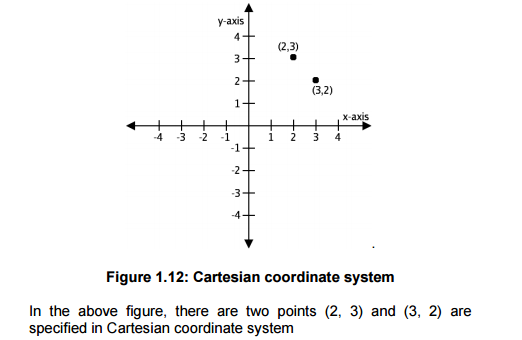 y-axis
4
(2,3)
3
2
(3,2)
1
x-axis
-4 -3 -2 -1 1 2 3 4
-1
-2
-3
-4
Figure 1.12: Cartesian coordinate system
In the above figure, there are two points (2, 3) and (3, 2) are
specified in Cartesian coordinate system